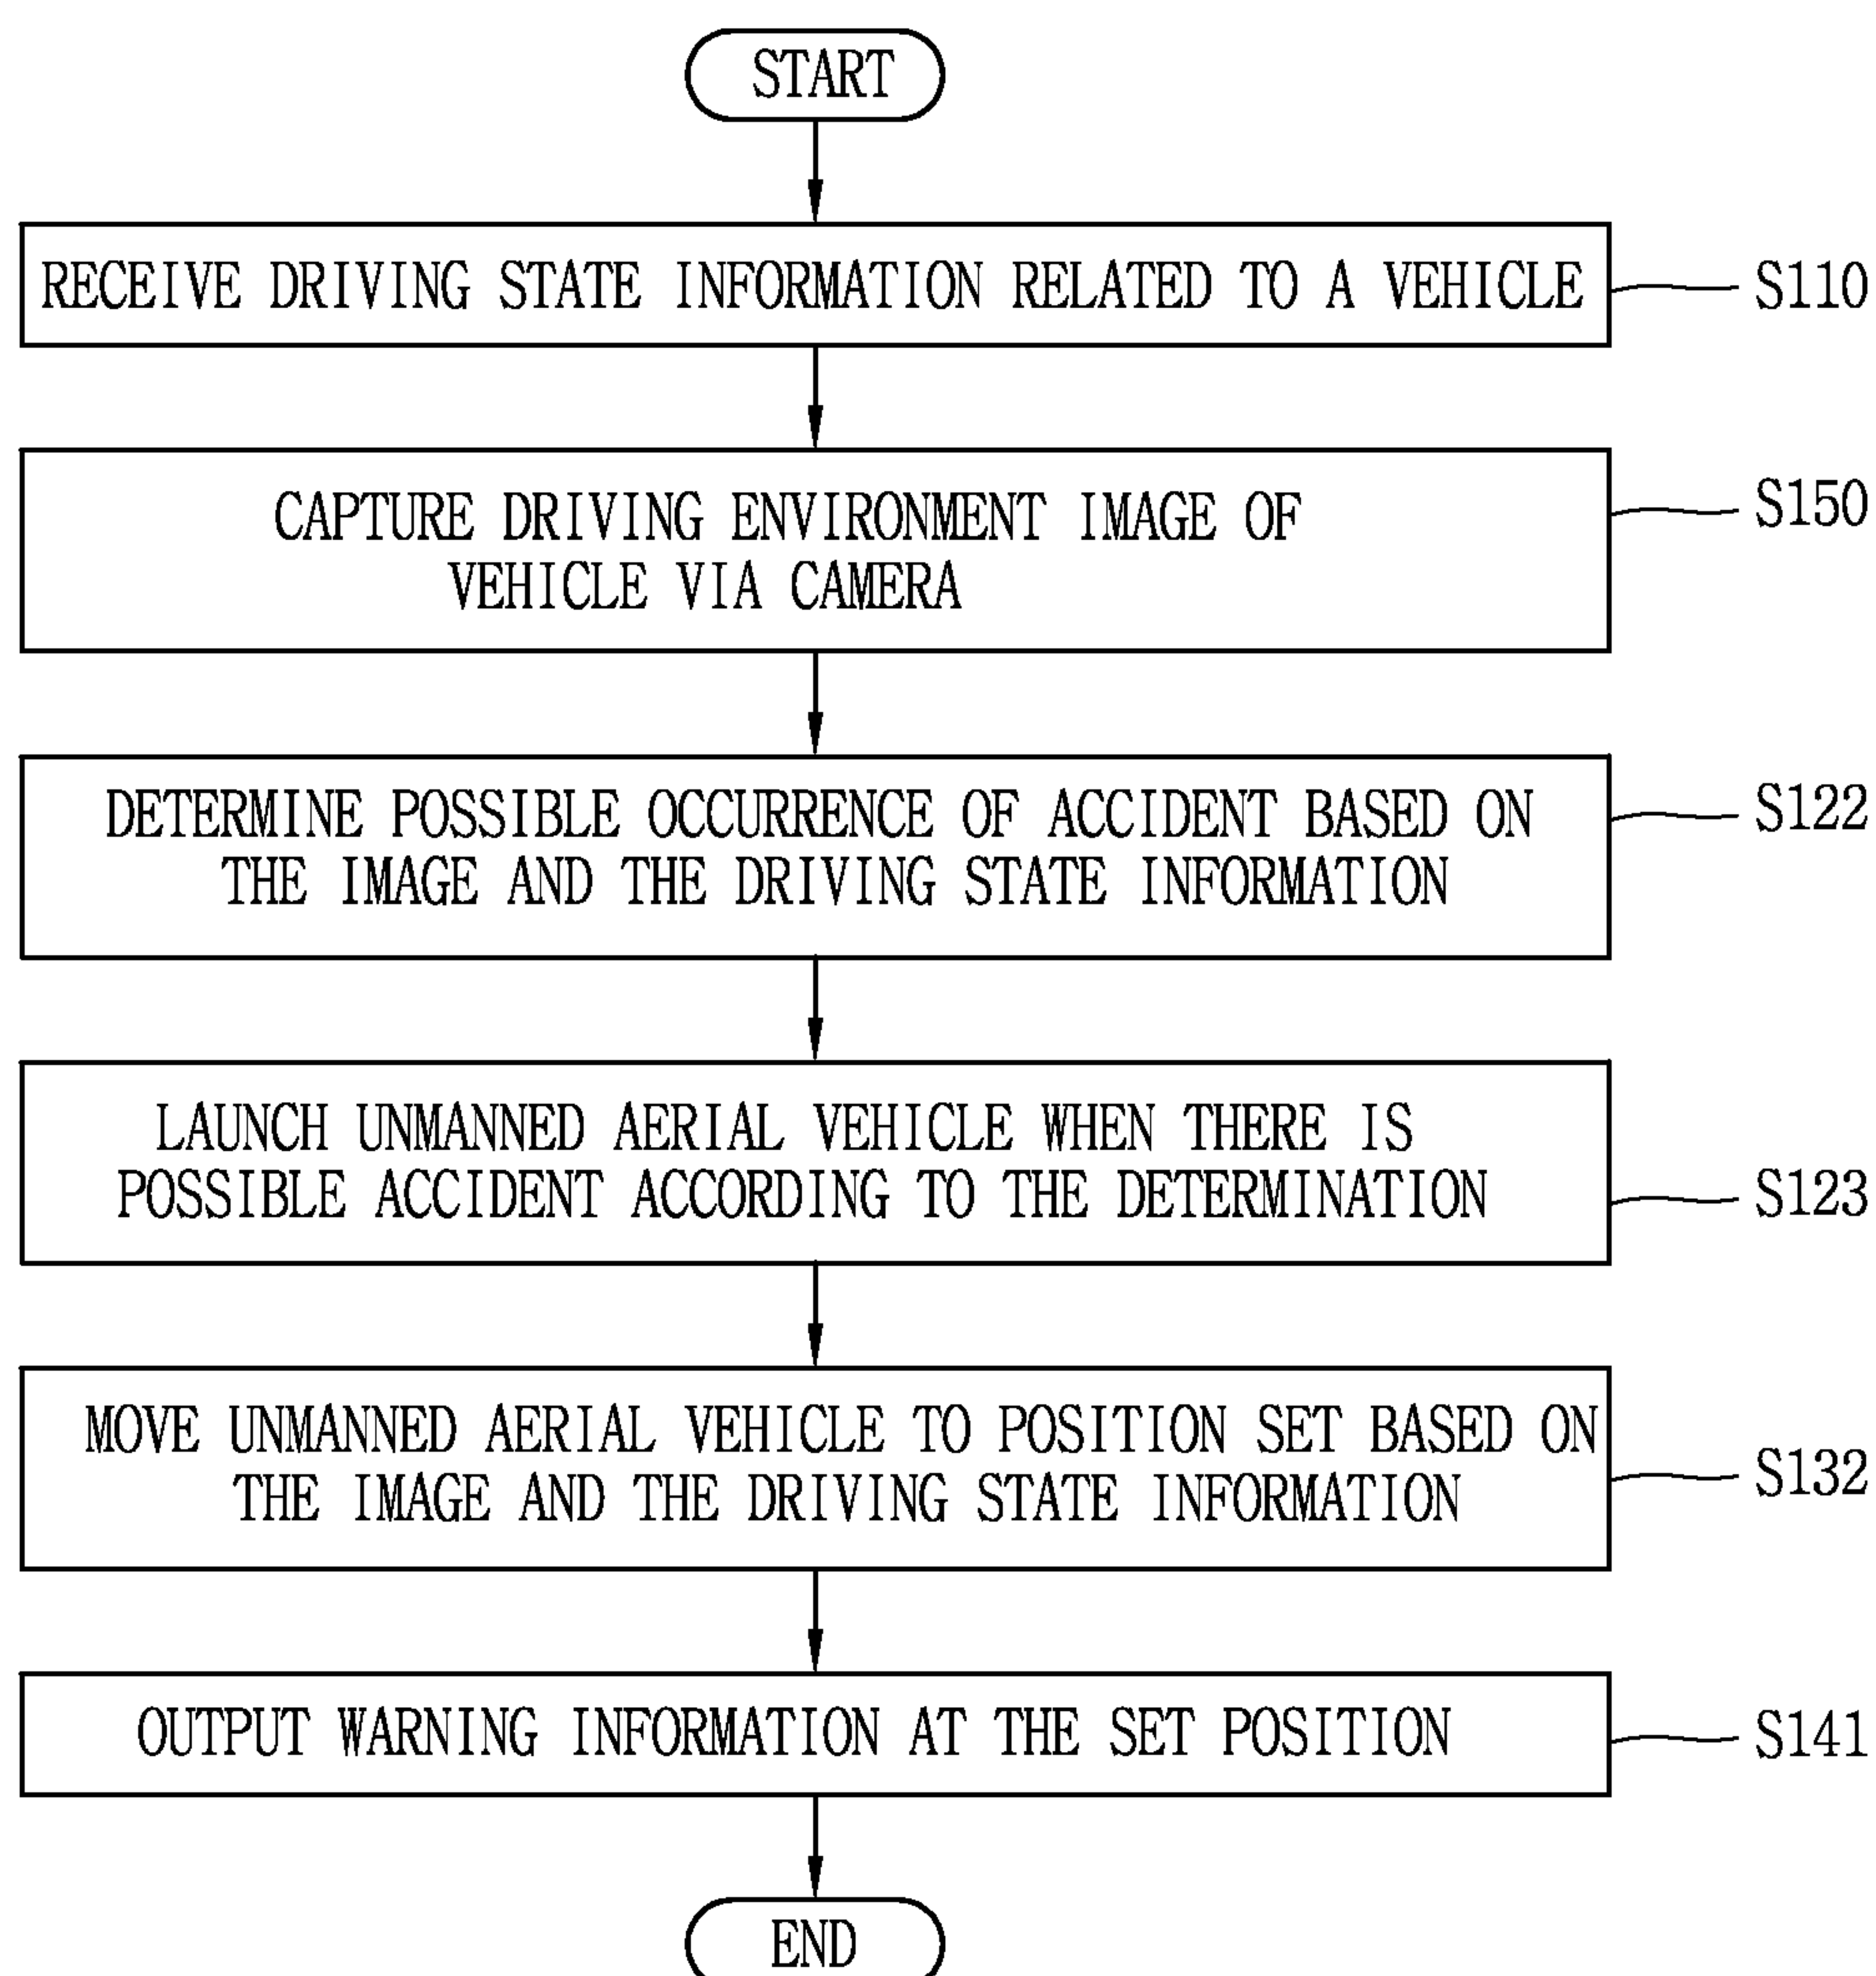 START
RECEIVE DRIVING STATE INFORMATION RELATED TO A VEHICLE
S110
CAPTURE DRIVING ENVIRONMENT IMAGE OF
VEHICLE VIA CAMERA
S150
DETERMINE POSSIBLE OCCURRENCE OF ACCIDENT BASED ON
THE IMAGE AND THE DRIVING STATE INFORMATION
S122
LAUNCH UNMANNED AERIAL VEHICLE WHEN THERE IS
POSSIBLE ACCIDENT ACCORDING TO THE DETERMINATION
S123
MOVE UNMANNED AERIAL VEHICLE TO POSITION SET BASED ON
THE IMAGE AND THE DRIVING STATE INFORMATION
S132
OUTPUT WARNING INFORMATION AT THE SET POSITION
S141
END